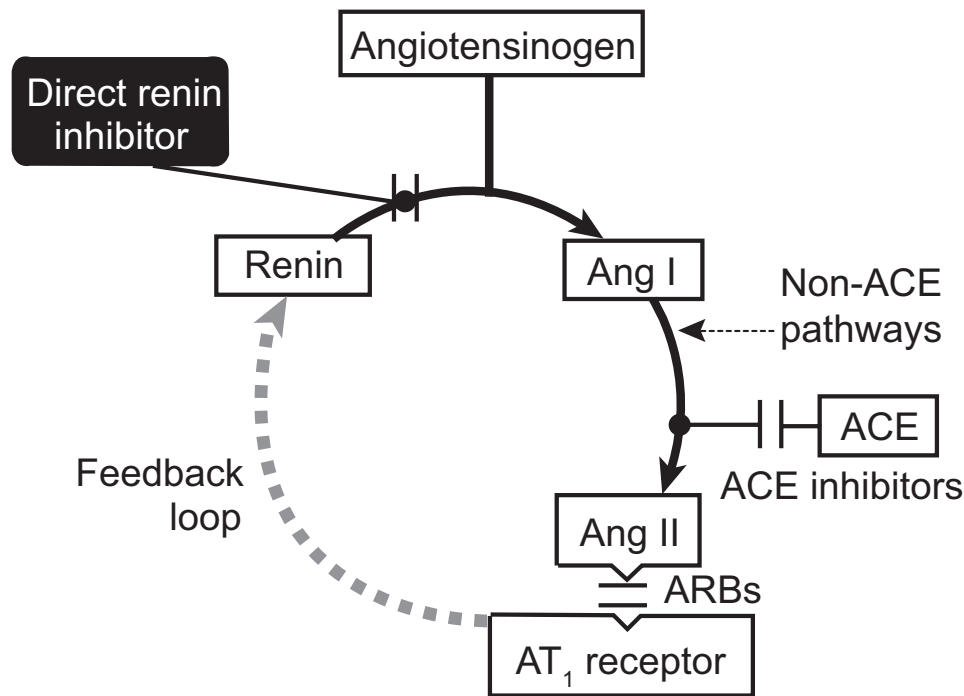 Angiotensinogen
Direct renin
inhibitor
Renin
Ang I
Non-ACE
pathways
ACE
ACE inhibitors
Feedback
loop
Ang II
ARBs
AT₁ receptor